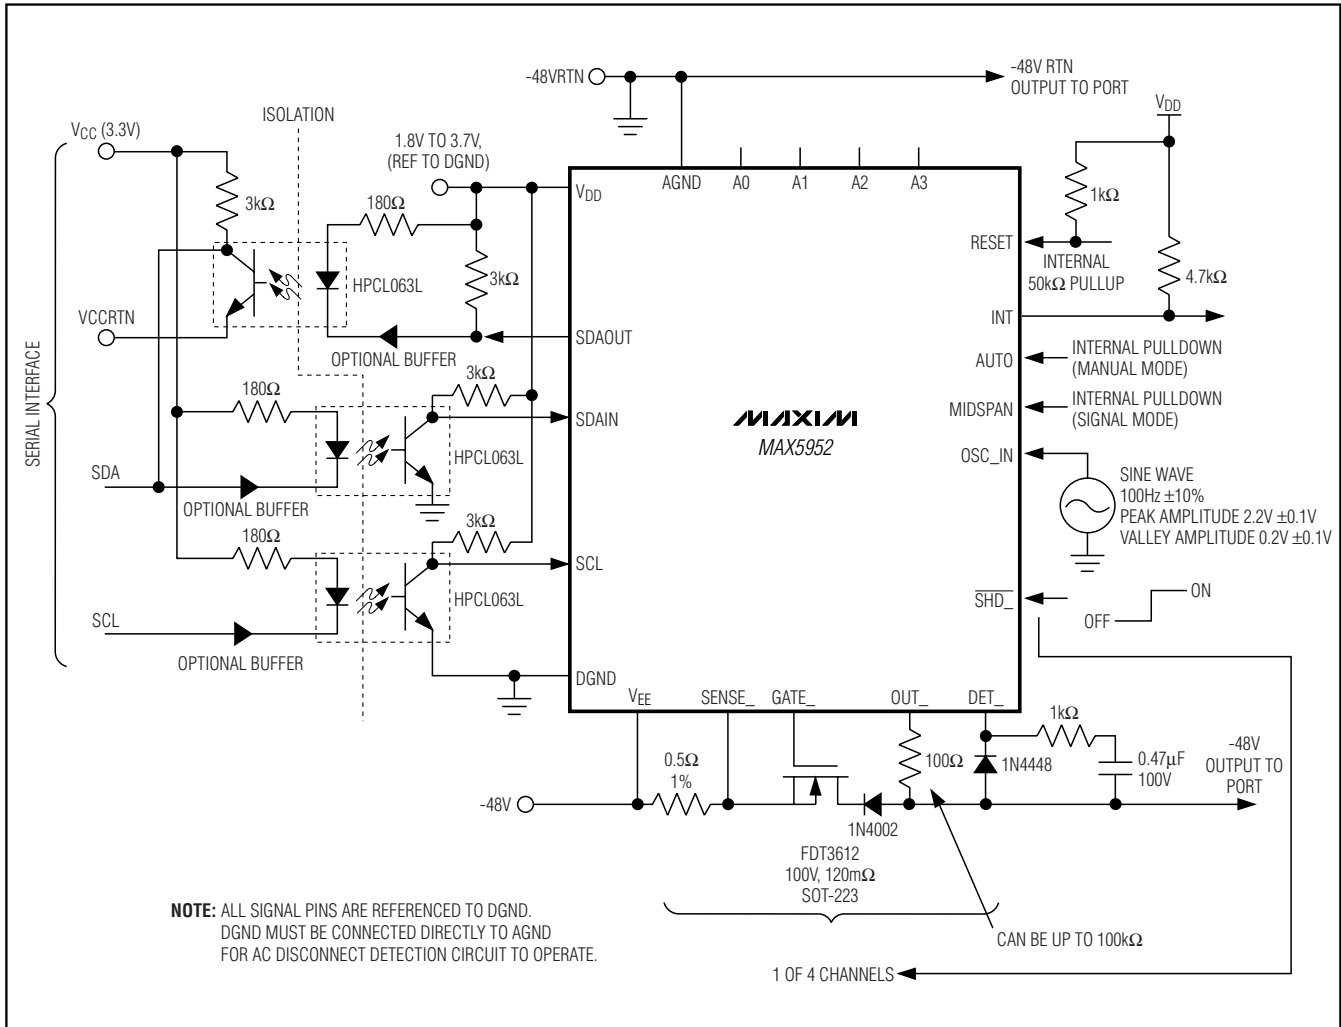 -48VRTN
-48V RTN
OUTPUT TO PORT
VDD
ISOLATION
VCC (3.3V)
1.8V TO 3.7V,
(REF TO DGND)
3kΩ
180Ω
HPCL063L
3kΩ
VCCRTN
OPTIONAL BUFFER
SERIAL INTERFACE
180Ω
3kΩ
HPCL063L
SDA
OPTIONAL BUFFER
180Ω
3kΩ
HPCL063L
SCL
OPTIONAL BUFFER
AGND
A0
A1
A2
A3
VDD
SDAOUT
SDAIN
SCL
DGND
MAXIM
MAX5952
RESET
INT
AUTO
MIDSPAN
OSC_IN
SHD_
VEE
SENSE_
GATE_
OUT_
DET_
1kΩ
INTERNAL
50kΩ PULLUP
4.7kΩ
INTERNAL PULLDOWN
(MANUAL MODE)
INTERNAL PULLDOWN
(SIGNAL MODE)
SINE WAVE
100Hz ±10%
PEAK AMPLITUDE 2.2V ±0.1V
VALLEY AMPLITUDE 0.2V ±0.1V
ON
OFF
-48V
0.5Ω
1%
1N4002
FDT3612
100V, 120mΩ
SOT-223
100Ω
1N4448
1kΩ
0.47µF
100V
-48V
OUTPUT TO
PORT
CAN BE UP TO 100kΩ
1 OF 4 CHANNELS
NOTE: ALL SIGNAL PINS ARE REFERENCED TO DGND.
DGND MUST BE CONNECTED DIRECTLY TO AGND
FOR AC DISCONNECT DETECTION CIRCUIT TO OPERATE.